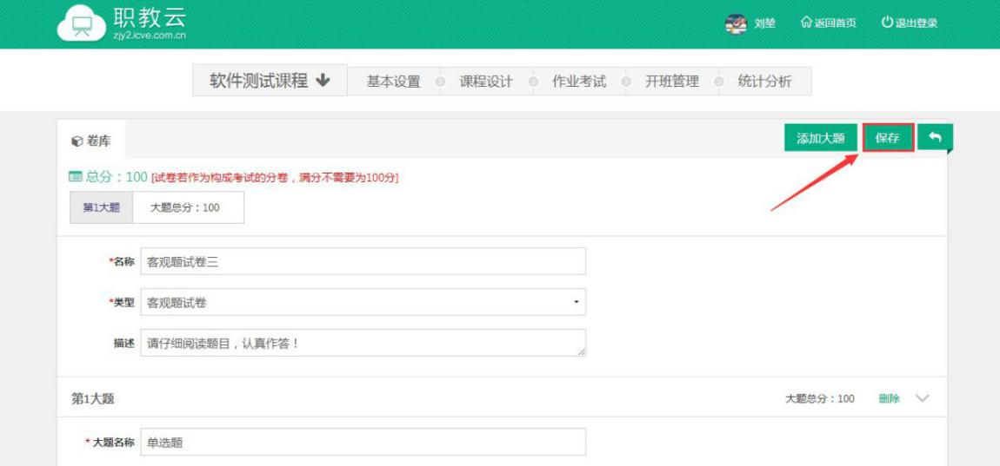 职教云
zjy2.icve.com.cn
刘堃 返回首页 退出登录
软件测试课程 基本设置 课程设计 作业考试 开班管理 统计分析
卷库 添加大题 保存
总分：100 [试卷若作为构成考试的分卷，满分不需要为100分]
第1大题 大题总分：100
*名称 客观题试卷三
*类型 客观题试卷
描述 请仔细阅读题目，认真作答！
第1大题 大题总分：100 删除
* 大题名称 单选题